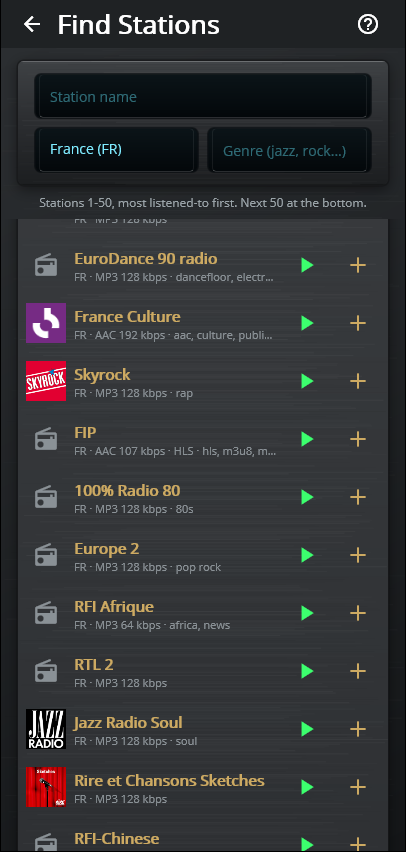 Find Stations
Station name
France (FR)
Genre (jazz, rock...)
Stations 1-50, most listened-to first. Next 50 at the bottom.
FR · MP3 128 kbps
EuroDance 90 radio
FR · MP3 128 kbps · dancefloor, electr...
France Culture
FR · AAC 192 kbps · aac, culture, publi...
SKYROCK
Skyrock
FR · MP3 128 kbps · rap
FIP
FR · AAC 107 kbps · HLS · hls, m3u8, m...
100% Radio 80
FR · MP3 128 kbps · 80s
Europe 2
FR · MP3 128 kbps · pop rock
RFI Afrique
FR · MP3 64 kbps · africa, news
RTL 2
FR · MP3 128 kbps
JAZZ
RADIO
Jazz Radio Soul
FR · MP3 128 kbps · soul
Rire et Chansons Sketches
FR · MP3 128 kbps
RFI-Chinese